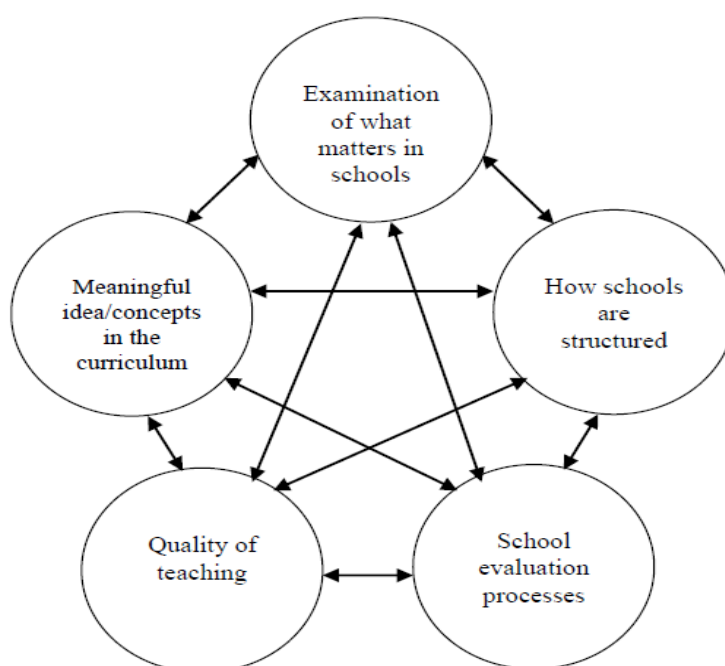 Examination
of what
matters in
schools
Meaningful
idea/concepts
in the
curriculum
How schools
are
structured
Quality of
teaching
School
evaluation
processes